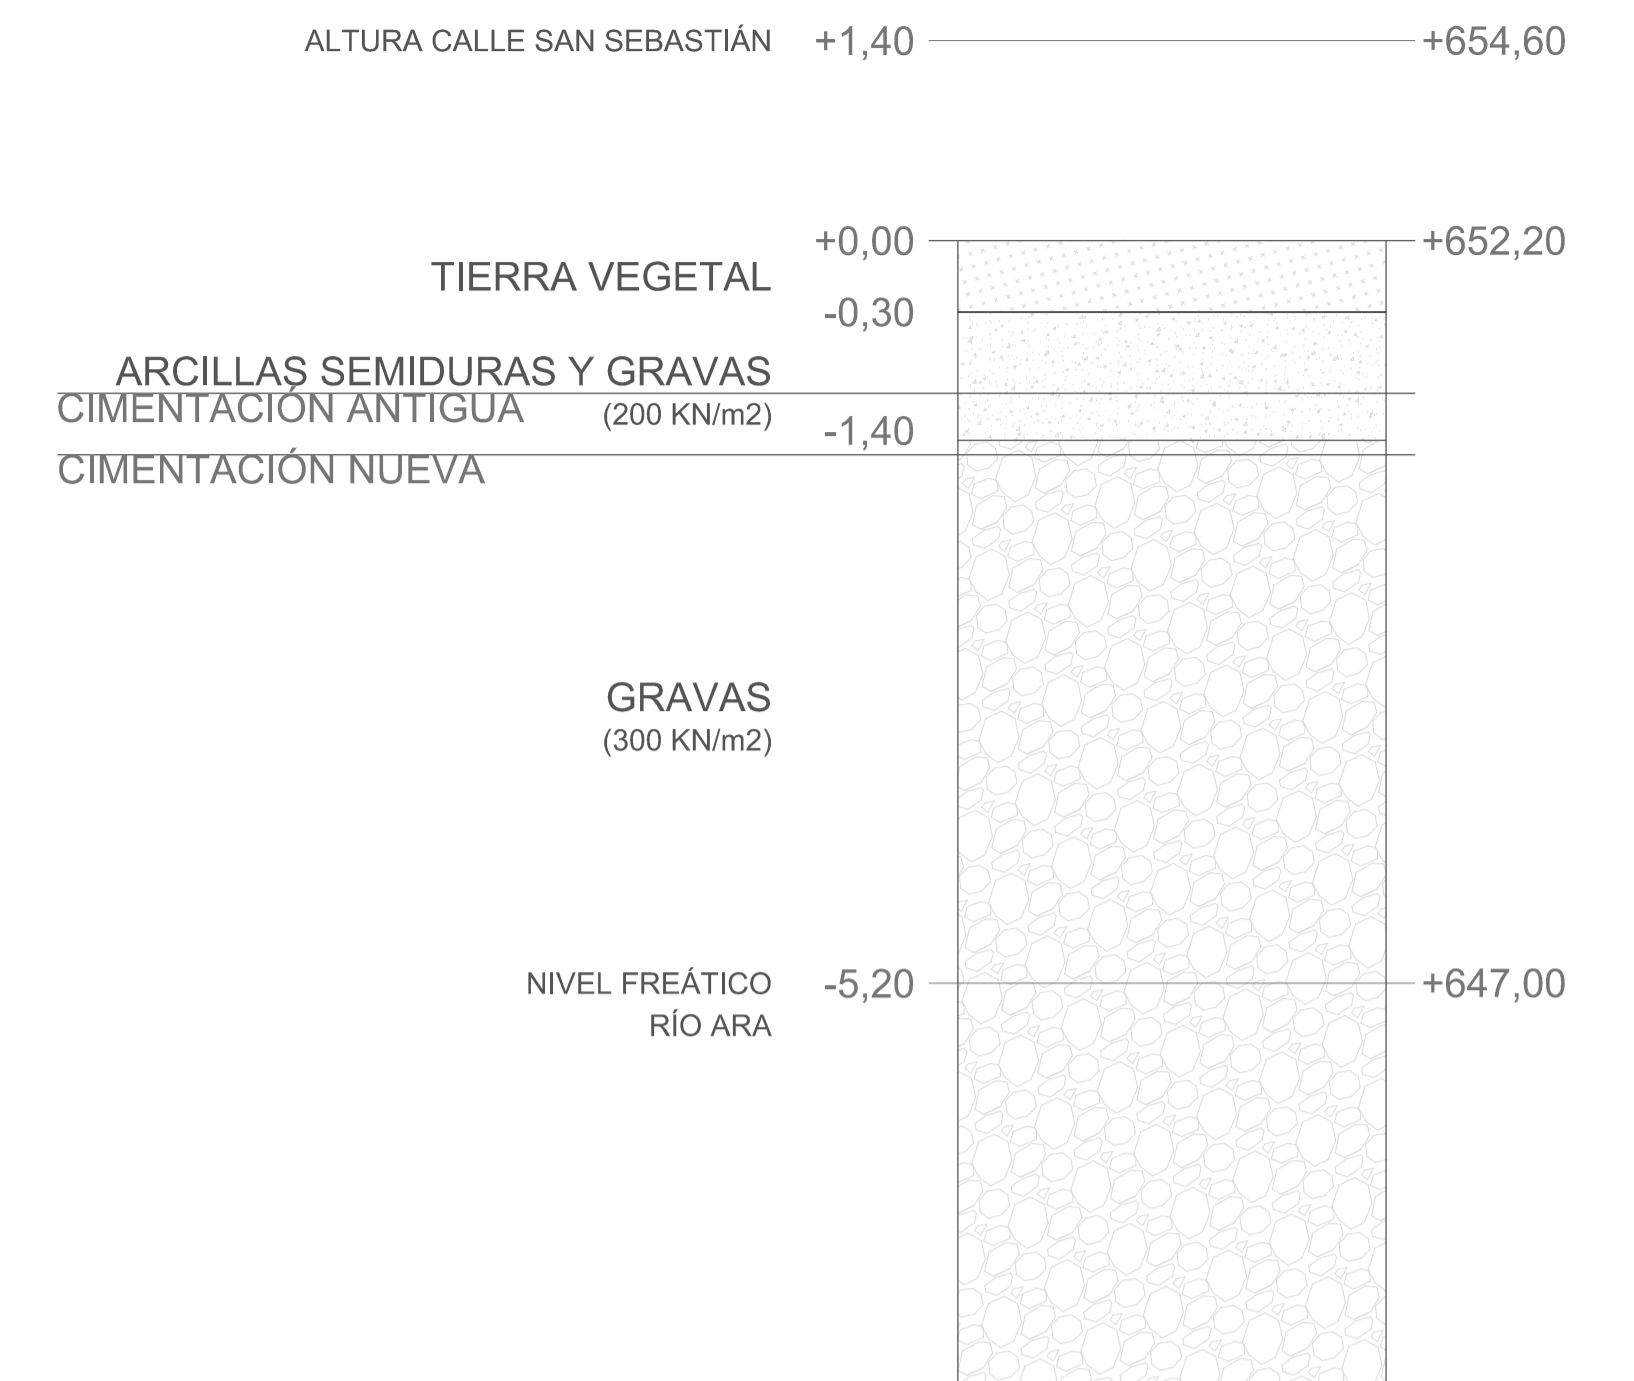 ALTURA CALLE SAN SEBASTIÁN +1,40 +654,60
+0,00 +652,20
TIERRA VEGETAL
-0,30
ARCILLAS SEMIDURAS Y GRAVAS
CIMENTACIÓN ANTIGUA (200 KN/m2)
-1,40
CIMENTACIÓN NUEVA
GRAVAS
(300 KN/m2)
NIVEL FREÁTICO -5,20 +647,00
RÍO ARA